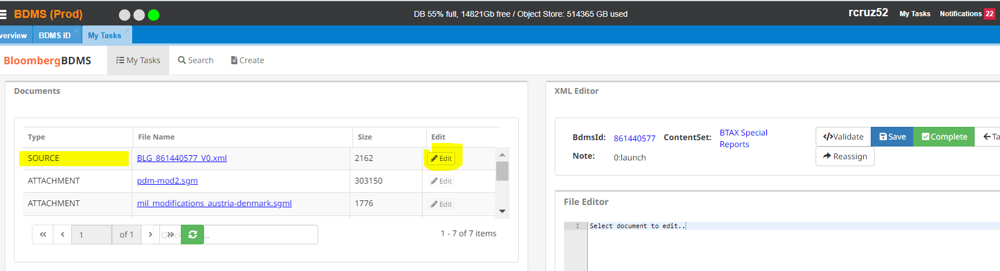 BDMS (Prod)
DB 55% full, 14821Gb free / Object Store: 514365 GB used
rcruz52
My Tasks
Notifications 22
verview
BDMS ID ×
My Tasks ×
BloombergBDMS
My Tasks
Search
Create
Documents
Type File Name Size Edit
SOURCE BLG_861440577_V0.xml 2162 Edit
ATTACHMENT pdm-mod2.sgm 303150 Edit
ATTACHMENT mil_modifications_austria-denmark.sgml 1776 Edit
« ‹ 1 of 1 › »
1 - 7 of 7 items
XML Editor
BdmsId: 861440577 ContentSet: BTAX Special
Reports
Note: 0:launch
</>Validate
Save
Complete
Ta
Reassign
File Editor
1 Select document to edit..